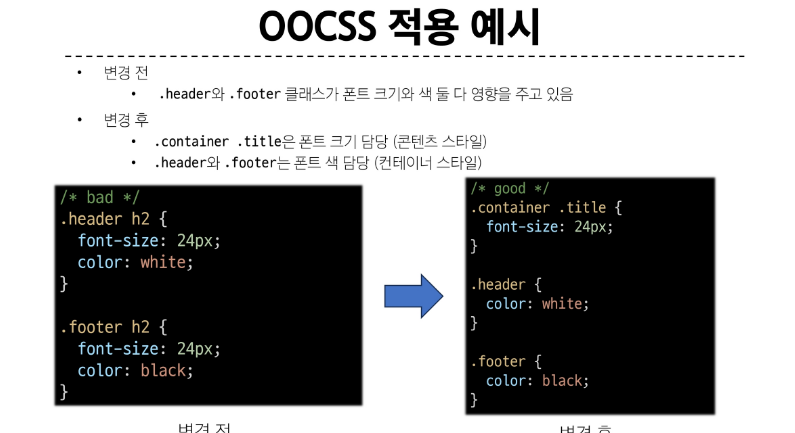 OOCSS 적용 예시
• 변경 전
• .header와 .footer 클래스가 폰트 크기와 색 둘 다 영향을 주고 있음
• 변경 후
• .container .title은 폰트 크기 담당 (콘텐츠 스타일)
• .header와 .footer는 폰트 색 담당 (컨테이너 스타일)
/* bad */
.header h2 {
  font-size: 24px;
  color: white;
}
.footer h2 {
  font-size: 24px;
  color: black;
}
/* good */
.container .title {
  font-size: 24px;
}
.header {
  color: white;
}
.footer {
  color: black;
}
변경 전
변경 후